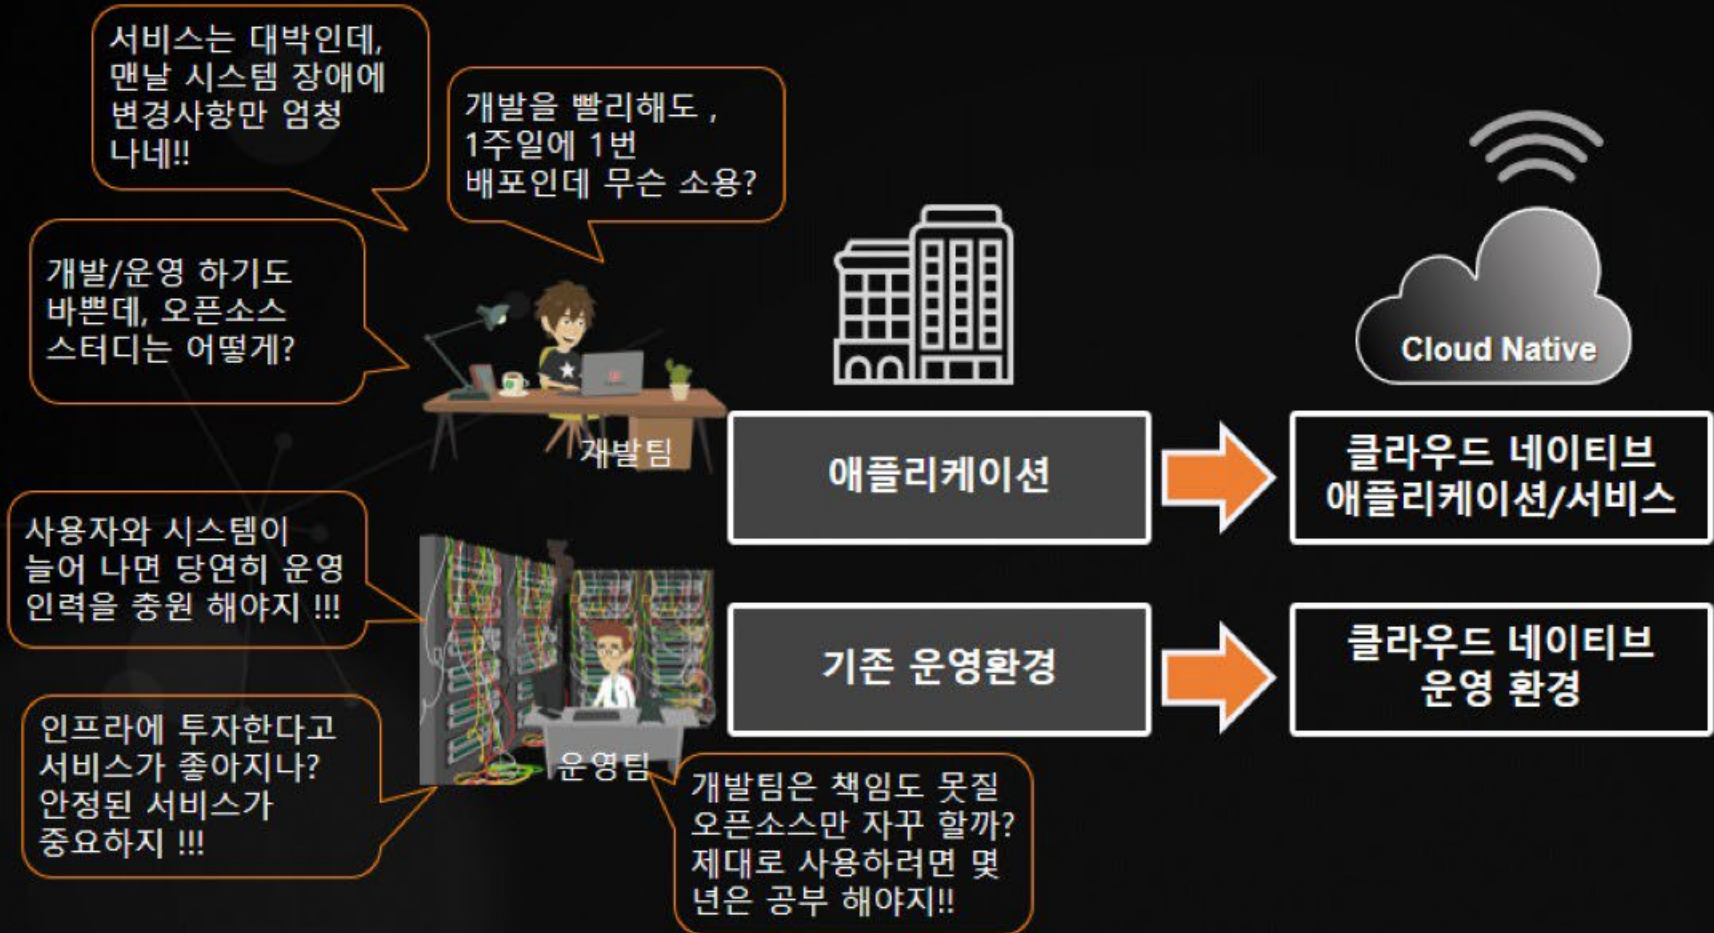 서비스는 대박인데,
맨날 시스템 장애에
변경사항만 엄청
나네!!
개발을 빨리해도 ,
1주일에 1번
배포인데 무슨 소용?
개발/운영 하기도
바쁜데, 오픈소스
스터디는 어떻게?
개발팀
Cloud Native
애플리케이션
클라우드 네이티브
애플리케이션/서비스
사용자와 시스템이
늘어 나면 당연히 운영
인력을 충원 해야지 !!!
기존 운영환경
클라우드 네이티브
운영 환경
인프라에 투자한다고
서비스가 좋아지나?
안정된 서비스가
중요하지 !!!
운영팀
개발팀은 책임도 못질
오픈소스만 자꾸 할까?
제대로 사용하려면 몇
년은 공부 해야지!!